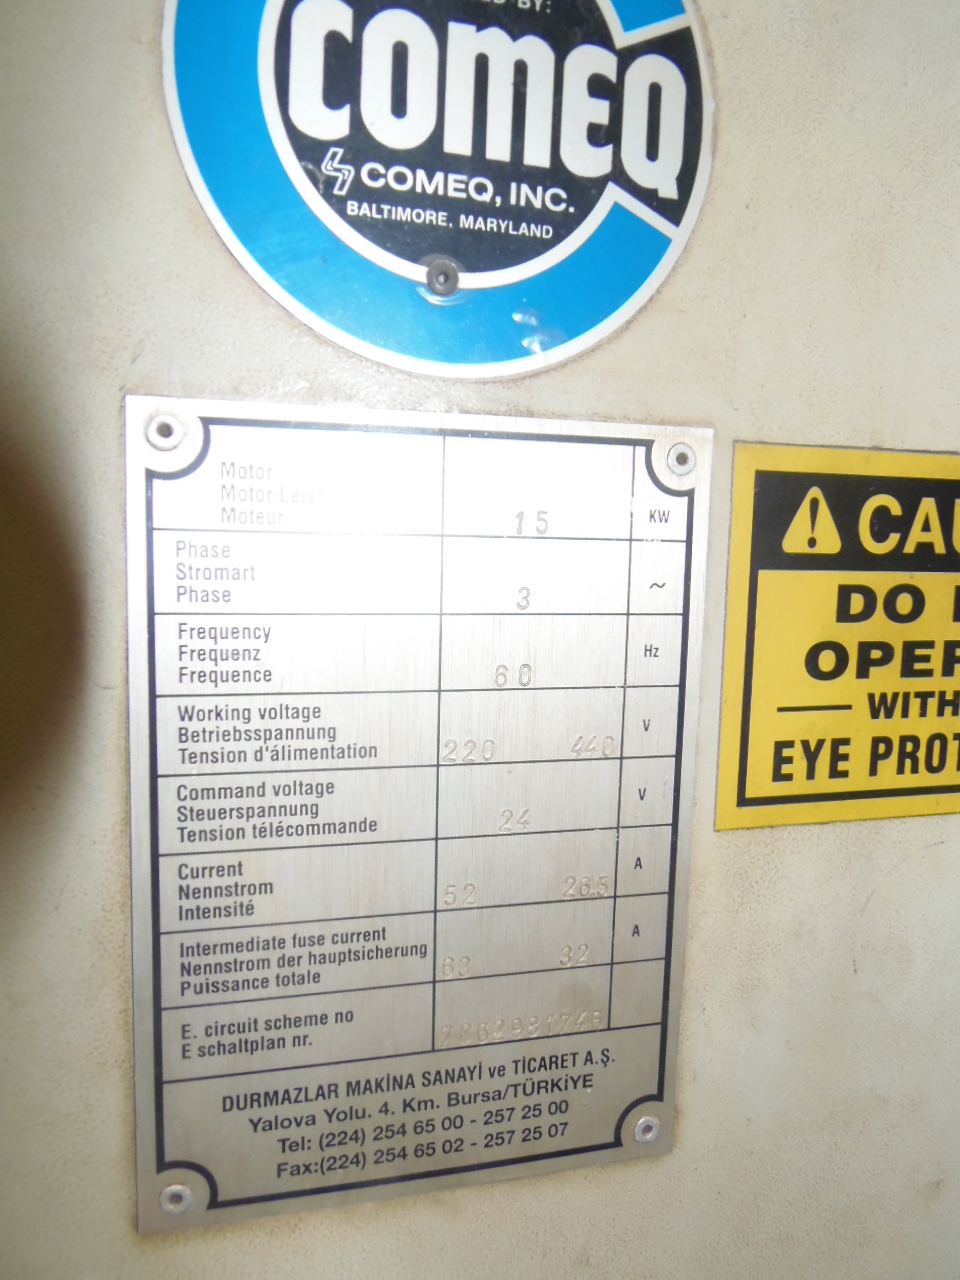 BY:
COMEQ
COMEQ, INC.
BALTIMORE, MARYLAND
Motor
Motor-Leist
Moteur
15
KW
Phase
Stromart
Phase
3
~
Frequency
Frequenz
Frequence
60
Hz
Working voltage
Betriebsspannung
Tension d'álimentation
220 440
V
Command voltage
Steuerspannung
Tension télécommande
24
V
Current
Nennstrom
Intensité
52 26.5
A
Intermediate fuse current
Nennstrom der hauptsicherung
Puissance totale
63 32
A
E. circuit scheme no
E schaltplan nr.
DURMAZLAR MAKİNA SANAYİ ve TİCARET A.Ş.
Yalova Yolu. 4. Km. Bursa/TÜRKİYE
Tel: (224) 254 65 00 - 257 25 00
Fax:(224) 254 65 02 - 257 25 07
CAU
DO
OPER
WITH
EYE PROT